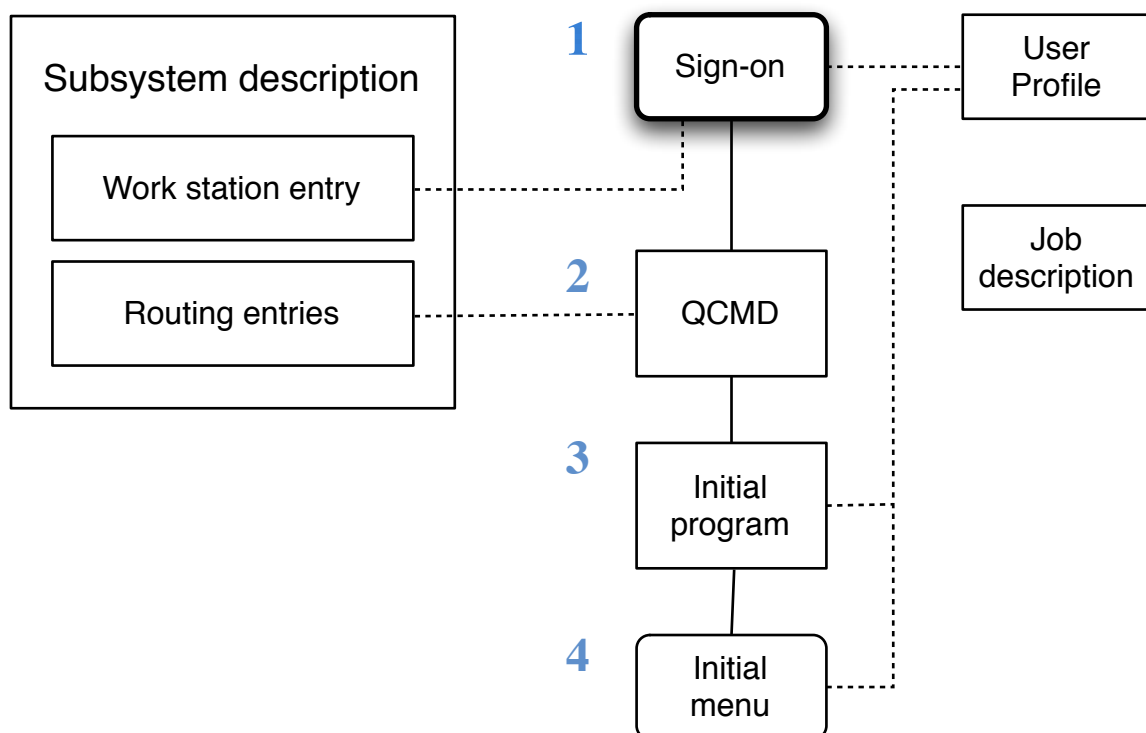 Subsystem description
Work station entry
Routing entries
1
Sign-on
User
Profile
Job
description
2
QCMD
3
Initial
program
4
Initial
menu